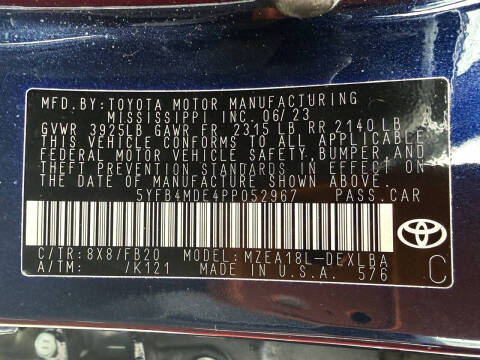 MFD.BY:TOYOTA MOTOR MANUFACTURING
MISSISSIPPI INC. 06/23
GVWR 3925LB GAWR FR 2315 LB RR 2140 LB
THIS VEHICLE CONFORMS TO ALL APPLICABLE
FEDERAL MOTOR VEHICLE SAFETY, BUMPER, AND
THEFT PREVENTION STANDARDS IN EFFECT ON
THE DATE OF MANUFACTURE SHOWN ABOVE.
5YFB4MDE4PP052967 PASS.CAR
C/TR:8X8/FB20 MODEL:MZEA18L-DEXLBA
A/TM: /K121 MADE IN U.S.A. 576
C